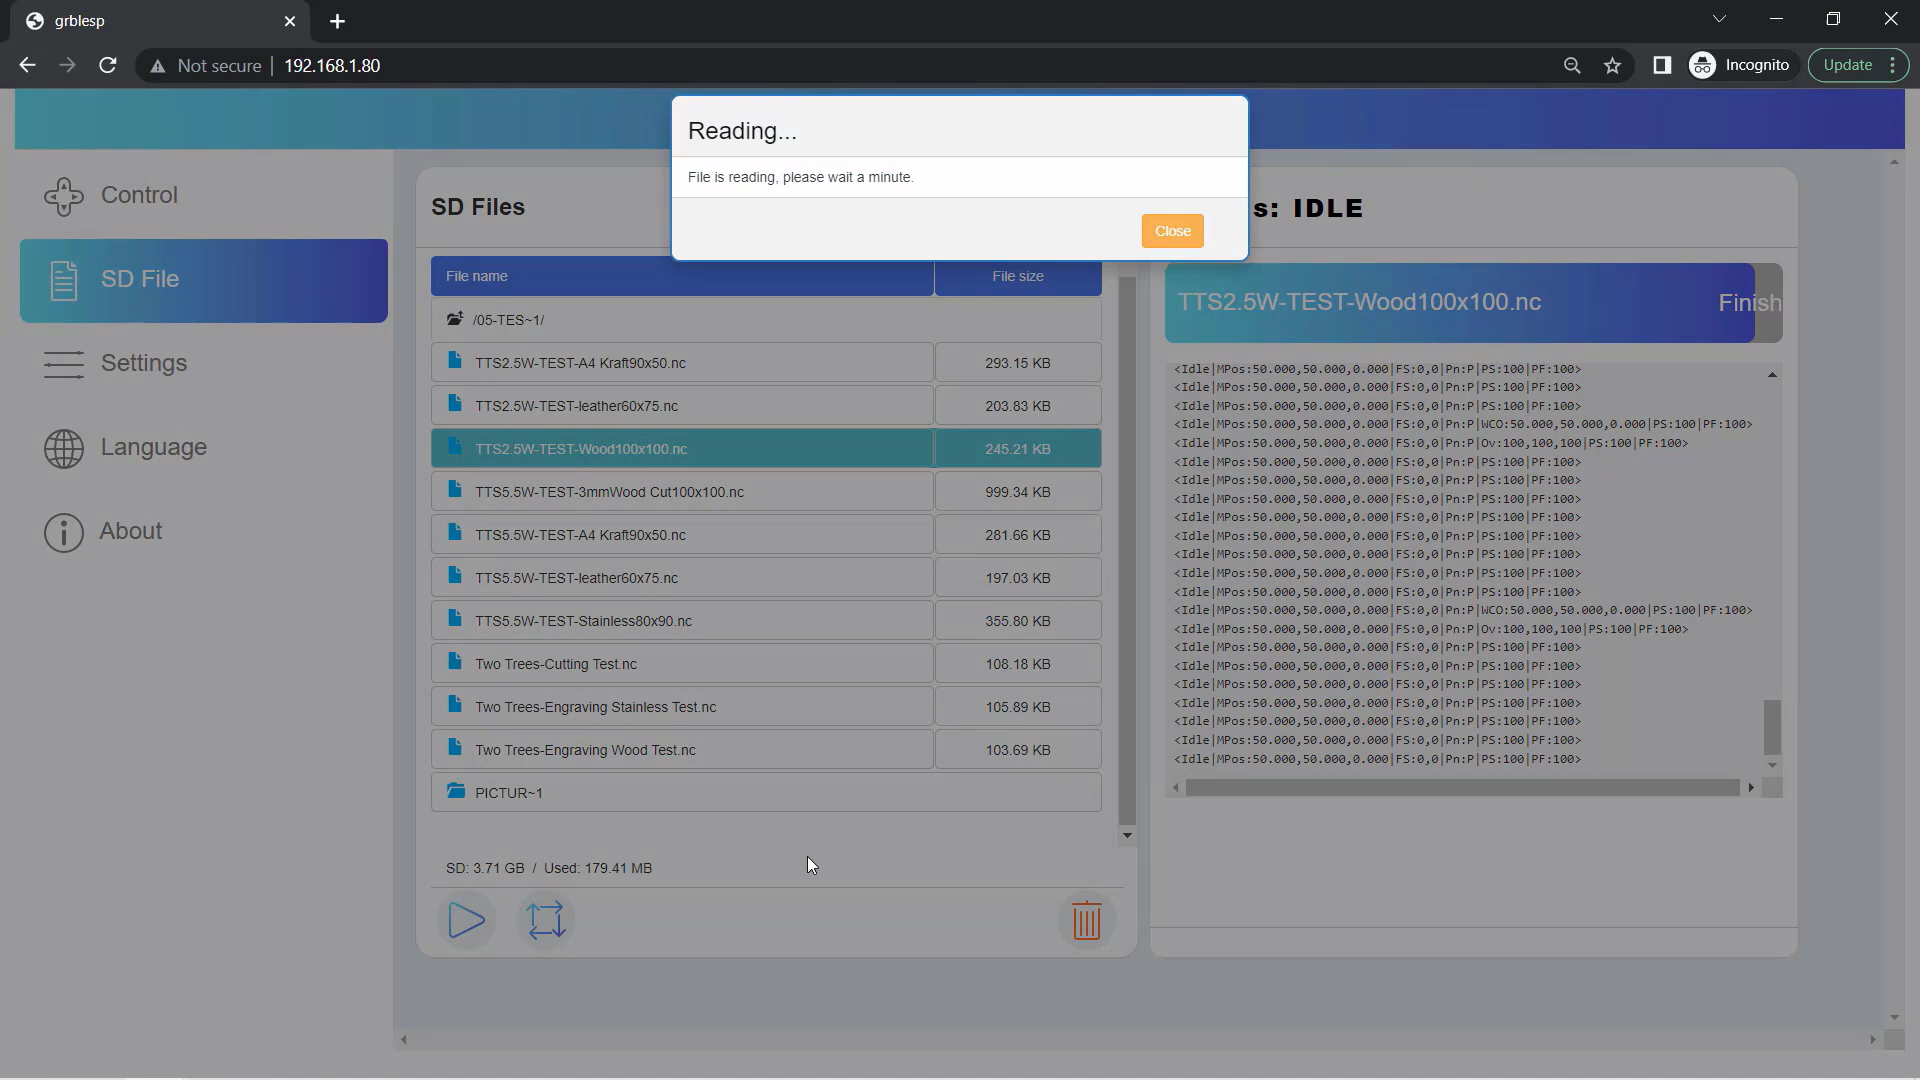 grblesp
Not secure
192.168.1.80
Incognito
Update
Reading...
File is reading, please wait a minute.
Close
Control
SD File
Settings
Language
About
SD Files
File name File size
/05-TES~1/
TTS2.5W-TEST-A4 Kraft90x50.nc 293.15 KB
TTS2.5W-TEST-leather60x75.nc 203.83 KB
TTS2.5W-TEST-Wood100x100.nc 245.21 KB
TTS5.5W-TEST-3mmWood Cut100x100.nc 999.34 KB
TTS5.5W-TEST-A4 Kraft90x50.nc 281.66 KB
TTS5.5W-TEST-leather60x75.nc 197.03 KB
TTS5.5W-TEST-Stainless80x90.nc 355.80 KB
Two Trees-Cutting Test.nc 108.18 KB
Two Trees-Engraving Stainless Test.nc 105.89 KB
Two Trees-Engraving Wood Test.nc 103.69 KB
PICTUR~1
SD: 3.71 GB / Used: 179.41 MB
s: IDLE
TTS2.5W-TEST-Wood100x100.nc Finish
<Idle|MPos:50.000,50.000,0.000|FS:0,0|Pn:P|PS:100|PF:100>
<Idle|MPos:50.000,50.000,0.000|FS:0,0|Pn:P|PS:100|PF:100>
<Idle|MPos:50.000,50.000,0.000|FS:0,0|Pn:P|PS:100|PF:100>
<Idle|MPos:50.000,50.000,0.000|FS:0,0|Pn:P|WCO:50.000,50.000,0.000|PS:100|PF:100>
<Idle|MPos:50.000,50.000,0.000|FS:0,0|Pn:P|Ov:100,100,100|PS:100|PF:100>
<Idle|MPos:50.000,50.000,0.000|FS:0,0|Pn:P|PS:100|PF:100>
<Idle|MPos:50.000,50.000,0.000|FS:0,0|Pn:P|PS:100|PF:100>
<Idle|MPos:50.000,50.000,0.000|FS:0,0|Pn:P|PS:100|PF:100>
<Idle|MPos:50.000,50.000,0.000|FS:0,0|Pn:P|PS:100|PF:100>
<Idle|MPos:50.000,50.000,0.000|FS:0,0|Pn:P|PS:100|PF:100>
<Idle|MPos:50.000,50.000,0.000|FS:0,0|Pn:P|PS:100|PF:100>
<Idle|MPos:50.000,50.000,0.000|FS:0,0|Pn:P|PS:100|PF:100>
<Idle|MPos:50.000,50.000,0.000|FS:0,0|Pn:P|PS:100|PF:100>
<Idle|MPos:50.000,50.000,0.000|FS:0,0|Pn:P|WCO:50.000,50.000,0.000|PS:100|PF:100>
<Idle|MPos:50.000,50.000,0.000|FS:0,0|Pn:P|Ov:100,100,100|PS:100|PF:100>
<Idle|MPos:50.000,50.000,0.000|FS:0,0|Pn:P|PS:100|PF:100>
<Idle|MPos:50.000,50.000,0.000|FS:0,0|Pn:P|PS:100|PF:100>
<Idle|MPos:50.000,50.000,0.000|FS:0,0|Pn:P|PS:100|PF:100>
<Idle|MPos:50.000,50.000,0.000|FS:0,0|Pn:P|PS:100|PF:100>
<Idle|MPos:50.000,50.000,0.000|FS:0,0|Pn:P|PS:100|PF:100>
<Idle|MPos:50.000,50.000,0.000|FS:0,0|Pn:P|PS:100|PF:100>
<Idle|MPos:50.000,50.000,0.000|FS:0,0|Pn:P|PS:100|PF:100>